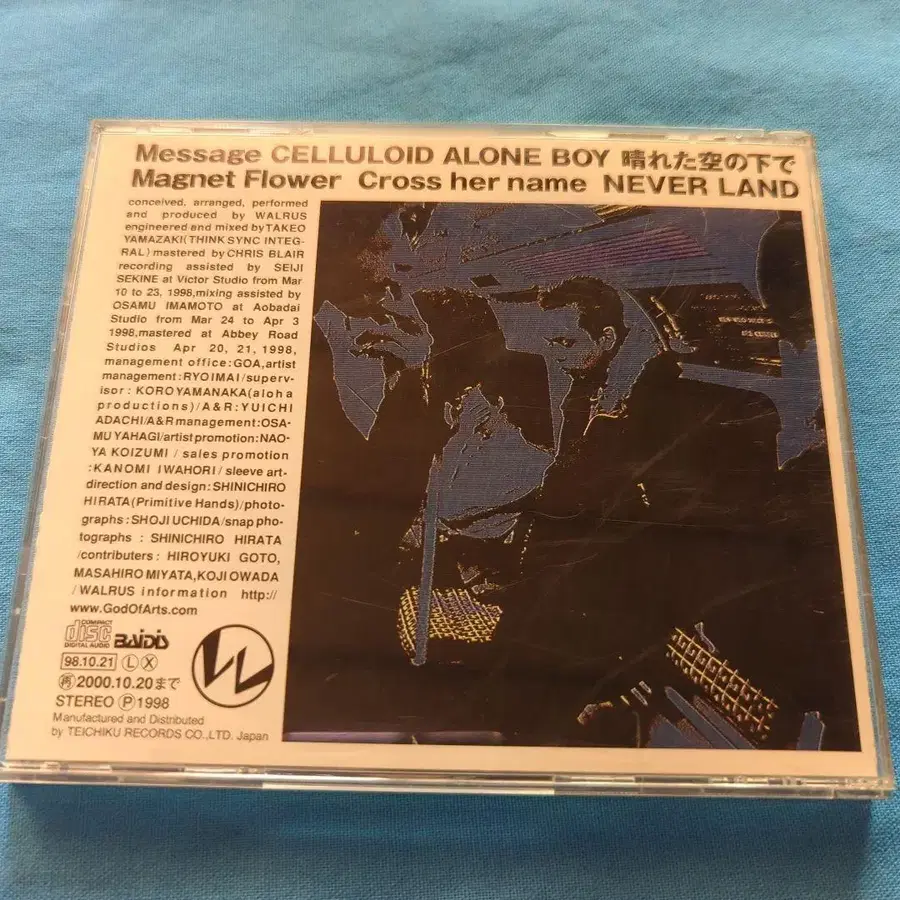 Message CELLULOID ALONE BOY 晴れた空の下で
Magnet Flower Cross her name NEVER LAND
conceived, arranged, performed
and produced by WALRUS
engineered and mixed by TAKEO
YAMAZAKI (THINK SYNC INTEG-
RAL) mastered by CHRIS BLAIR
recording assisted by SEIJI
SEKINE at Victor Studio from Mar
10 to 23, 1998, mixing assisted by
OSAMU IMAMOTO at Aobadai
Studio from Mar 24 to Apr 3
1998, mastered at Abbey Road
Studios Apr 20, 21, 1998,
management office : GOA, artist
management : RYO IMAI / superv-
isor : KORO YAMANAKA (aloha
productions) / A & R : YUICHI
ADACHI / A & R management : OSA-
MU YAHAGI / artist promotion : NAO-
YA KOIZUMI / sales promotion
: KANOMI IWAHORI / sleeve art-
direction and design : SHINICHIRO
HIRATA (Primitive Hands) / photo-
graphs : SHOJI UCHIDA / snap pho-
tographs : SHINICHIRO HIRATA
/ contributers : HIROYUKI GOTO,
MASAHIRO MIYATA, KOJI OWADA
/ WALRUS information http://
www.GodOfArts.com
COMPACT disc DIGITAL AUDIO BAIDIS
98.10.21 Ⓛ Ⓧ
㊢2000.10.20まで
STEREO Ⓟ1998
Manufactured and Distributed
by TEICHIKU RECORDS CO., LTD. Japan